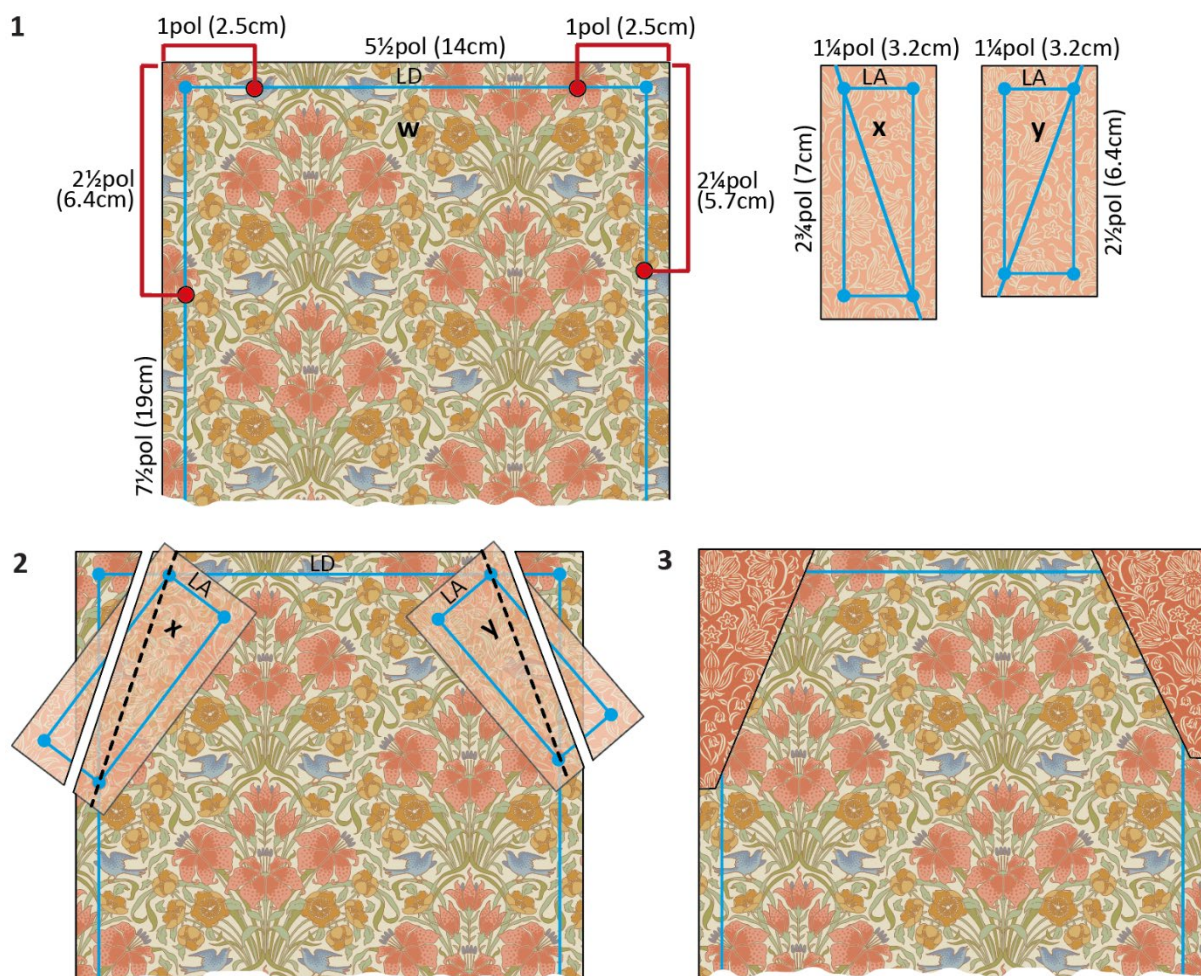 1
1pol (2.5cm)
5½pol (14cm)
1pol (2.5cm)
LD
w
2½pol
(6.4cm)
2¼pol
(5.7cm)
7½pol (19cm)
1¼pol (3.2cm)
LA
x
2¾pol (7cm)
1¼pol (3.2cm)
LA
y
2½pol (6.4cm)
2
LD
LA
x
LA
y
3